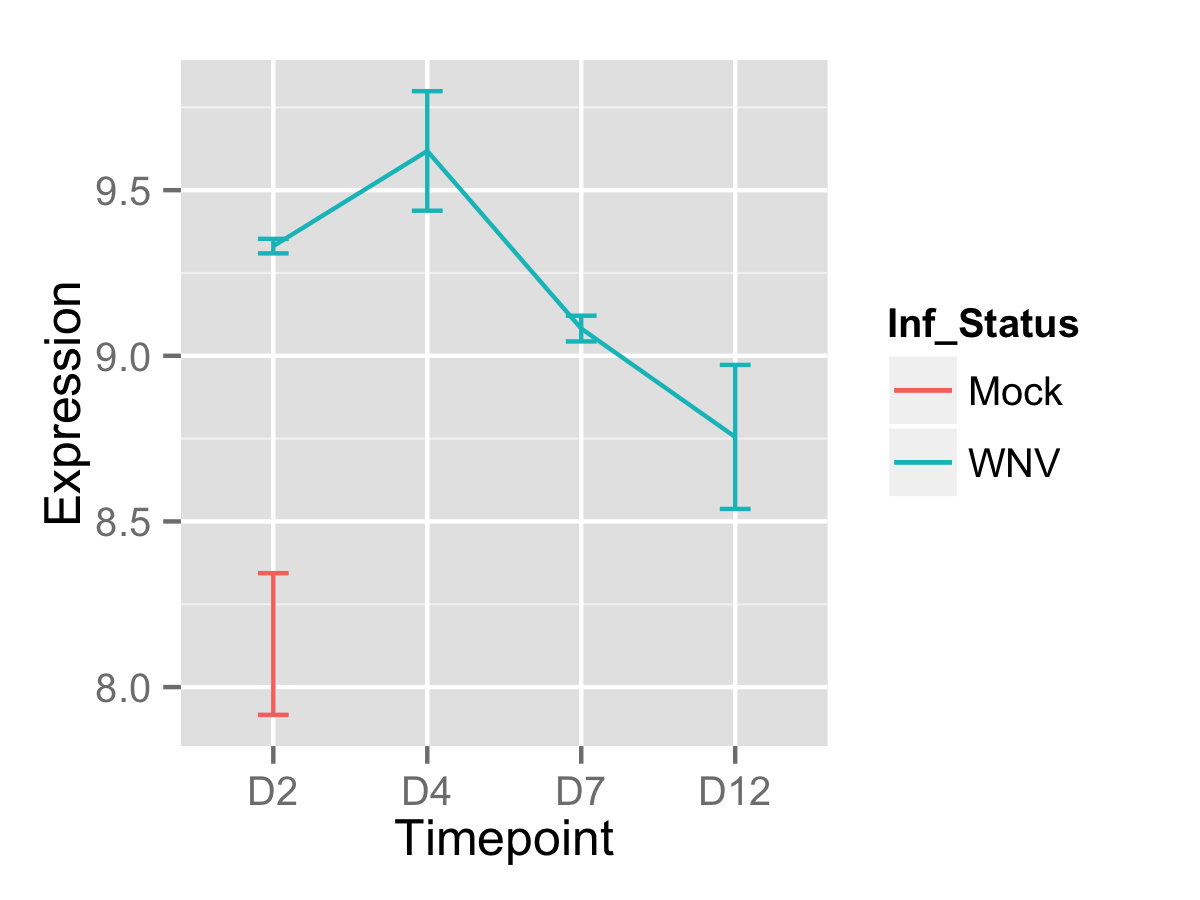 Expression
9.5
9.0
8.5
8.0
D2 D4 D7 D12
Timepoint
Inf_Status
Mock
WNV